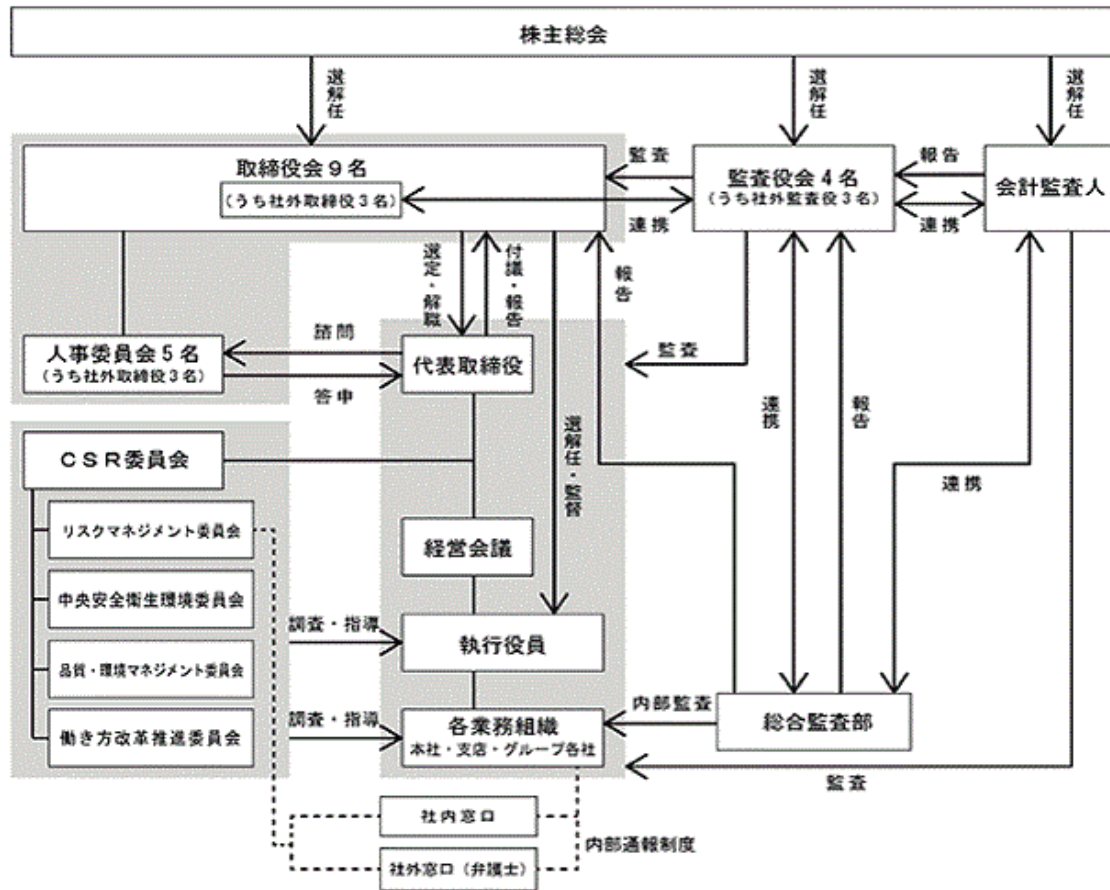 株主総会
選解任
選解任
選解任
取締役会9名
(うち社外取締役3名)
監査
連携
監査役会4名
(うち社外監査役3名)
報告
連携
会計監査人
選定・解職
付議・報告
報告
人事委員会5名
(うち社外取締役3名)
諮問
答申
代表取締役
監査
選解任・監督
連携
報告
連携
CSR委員会
リスクマネジメント委員会
中央安全衛生環境委員会
品質・環境マネジメント委員会
働き方改革推進委員会
経営会議
調査・指導
執行役員
調査・指導
各業務組織
本社・支店・グループ各社
内部監査
総合監査部
監査
社内窓口
社外窓口(弁護士)
内部通報制度